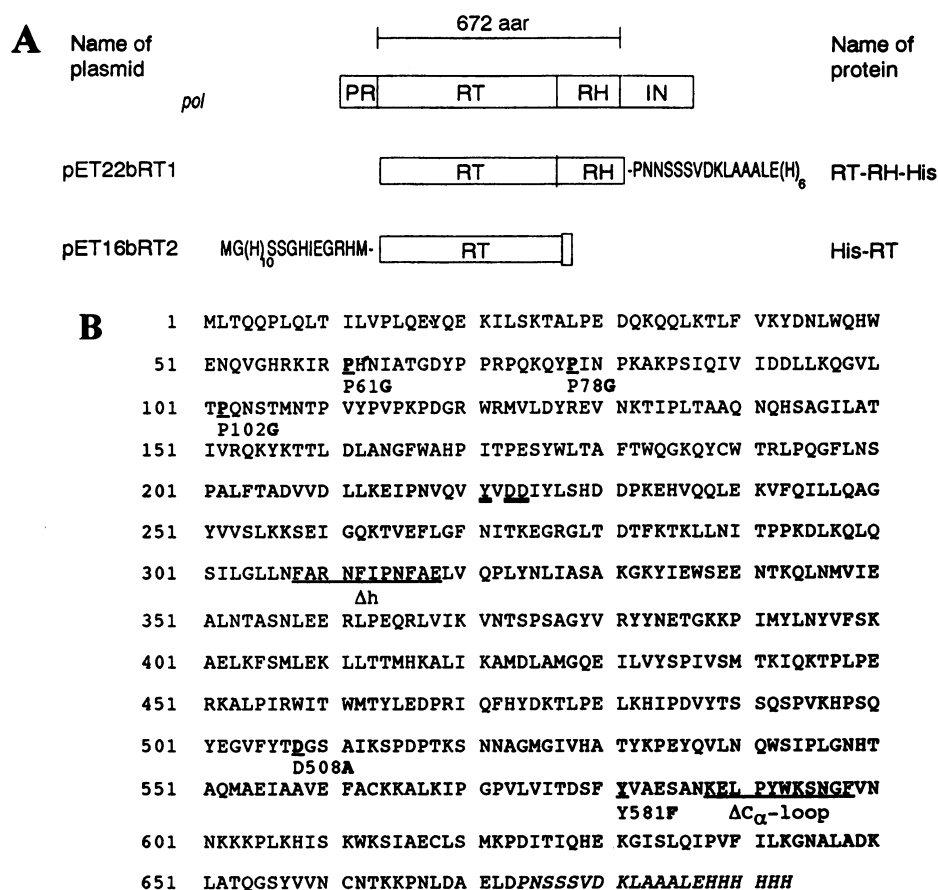 A
672 aar
Name of plasmid
Name of protein
pol
PR RT RH IN
pET22bRT1 RT RH -PNNSSSVDKLAAALE(H)6 RT-RH-His
pET16bRT2 MG(H)10SSGHIEGRHM- RT His-RT
B
1 MLTQQPLQLT ILVPLQEYQE KILSKTALPE DQKQQLKTLF VKYDNLWQHW
51 ENQVGHRKIR PHNIATGDYP PRPQKQYPIN PKAKPSIQIV IDDLLKQGVL
P61G P78G
101 TPQNSTMNTP VYPVPKPDGR WRMVLDYREV NKTIPLTAAQ NQHSAGILAT
P102G
151 IVRQKYKTTL DLANGFWAHP ITPESYWLTA FTWQGKQYCW TRLPQGFLNS
201 PALFTADVVD LLKEIPNVQV YVDDIYLSHD DPKEHVQQLE KVFQILLQAG
251 YVVSLKKSEI GQKTVEFLGF NITKEGRGLT DTFKTKLLNI TPPKDLKQLQ
301 SILGLLNFAR NFIPNFAELV QPLYNLIASA KGKYIEWSEE NTKQLNMVIE
Δh
351 ALNTASNLEE RLPEQRLVIK VNTSPSAGYV RYYNETGKKP IMYLNYVFSK
401 AELKFSMLEK LLTTMHKALI KAMDLAMGQE ILVYSPIVSM TKIQKTPLPE
451 RKALPIRWIT WMTYLEDPRI QFHYDKTLPE LKHIPDVYTS SQSPVKHPSQ
501 YEGVFYTDGS AIKSPDPTKS NNAGMGIVHA TYKPEYQVLN QWSIPLGNHT
D508A
551 AQMAEIAAVE FACKKALKIP GPVLVITDSF YVAESANKEL PYWKSNGFVN
Y581F ΔCα-loop
601 NKKKPLKHIS KWKSIAECLS MKPDITIQHE KGISLQIPVF ILKGNALADK
651 LATQGSYVVN CNTKKPNLDA ELDPNSSSVD KLAAALEHHH HHH